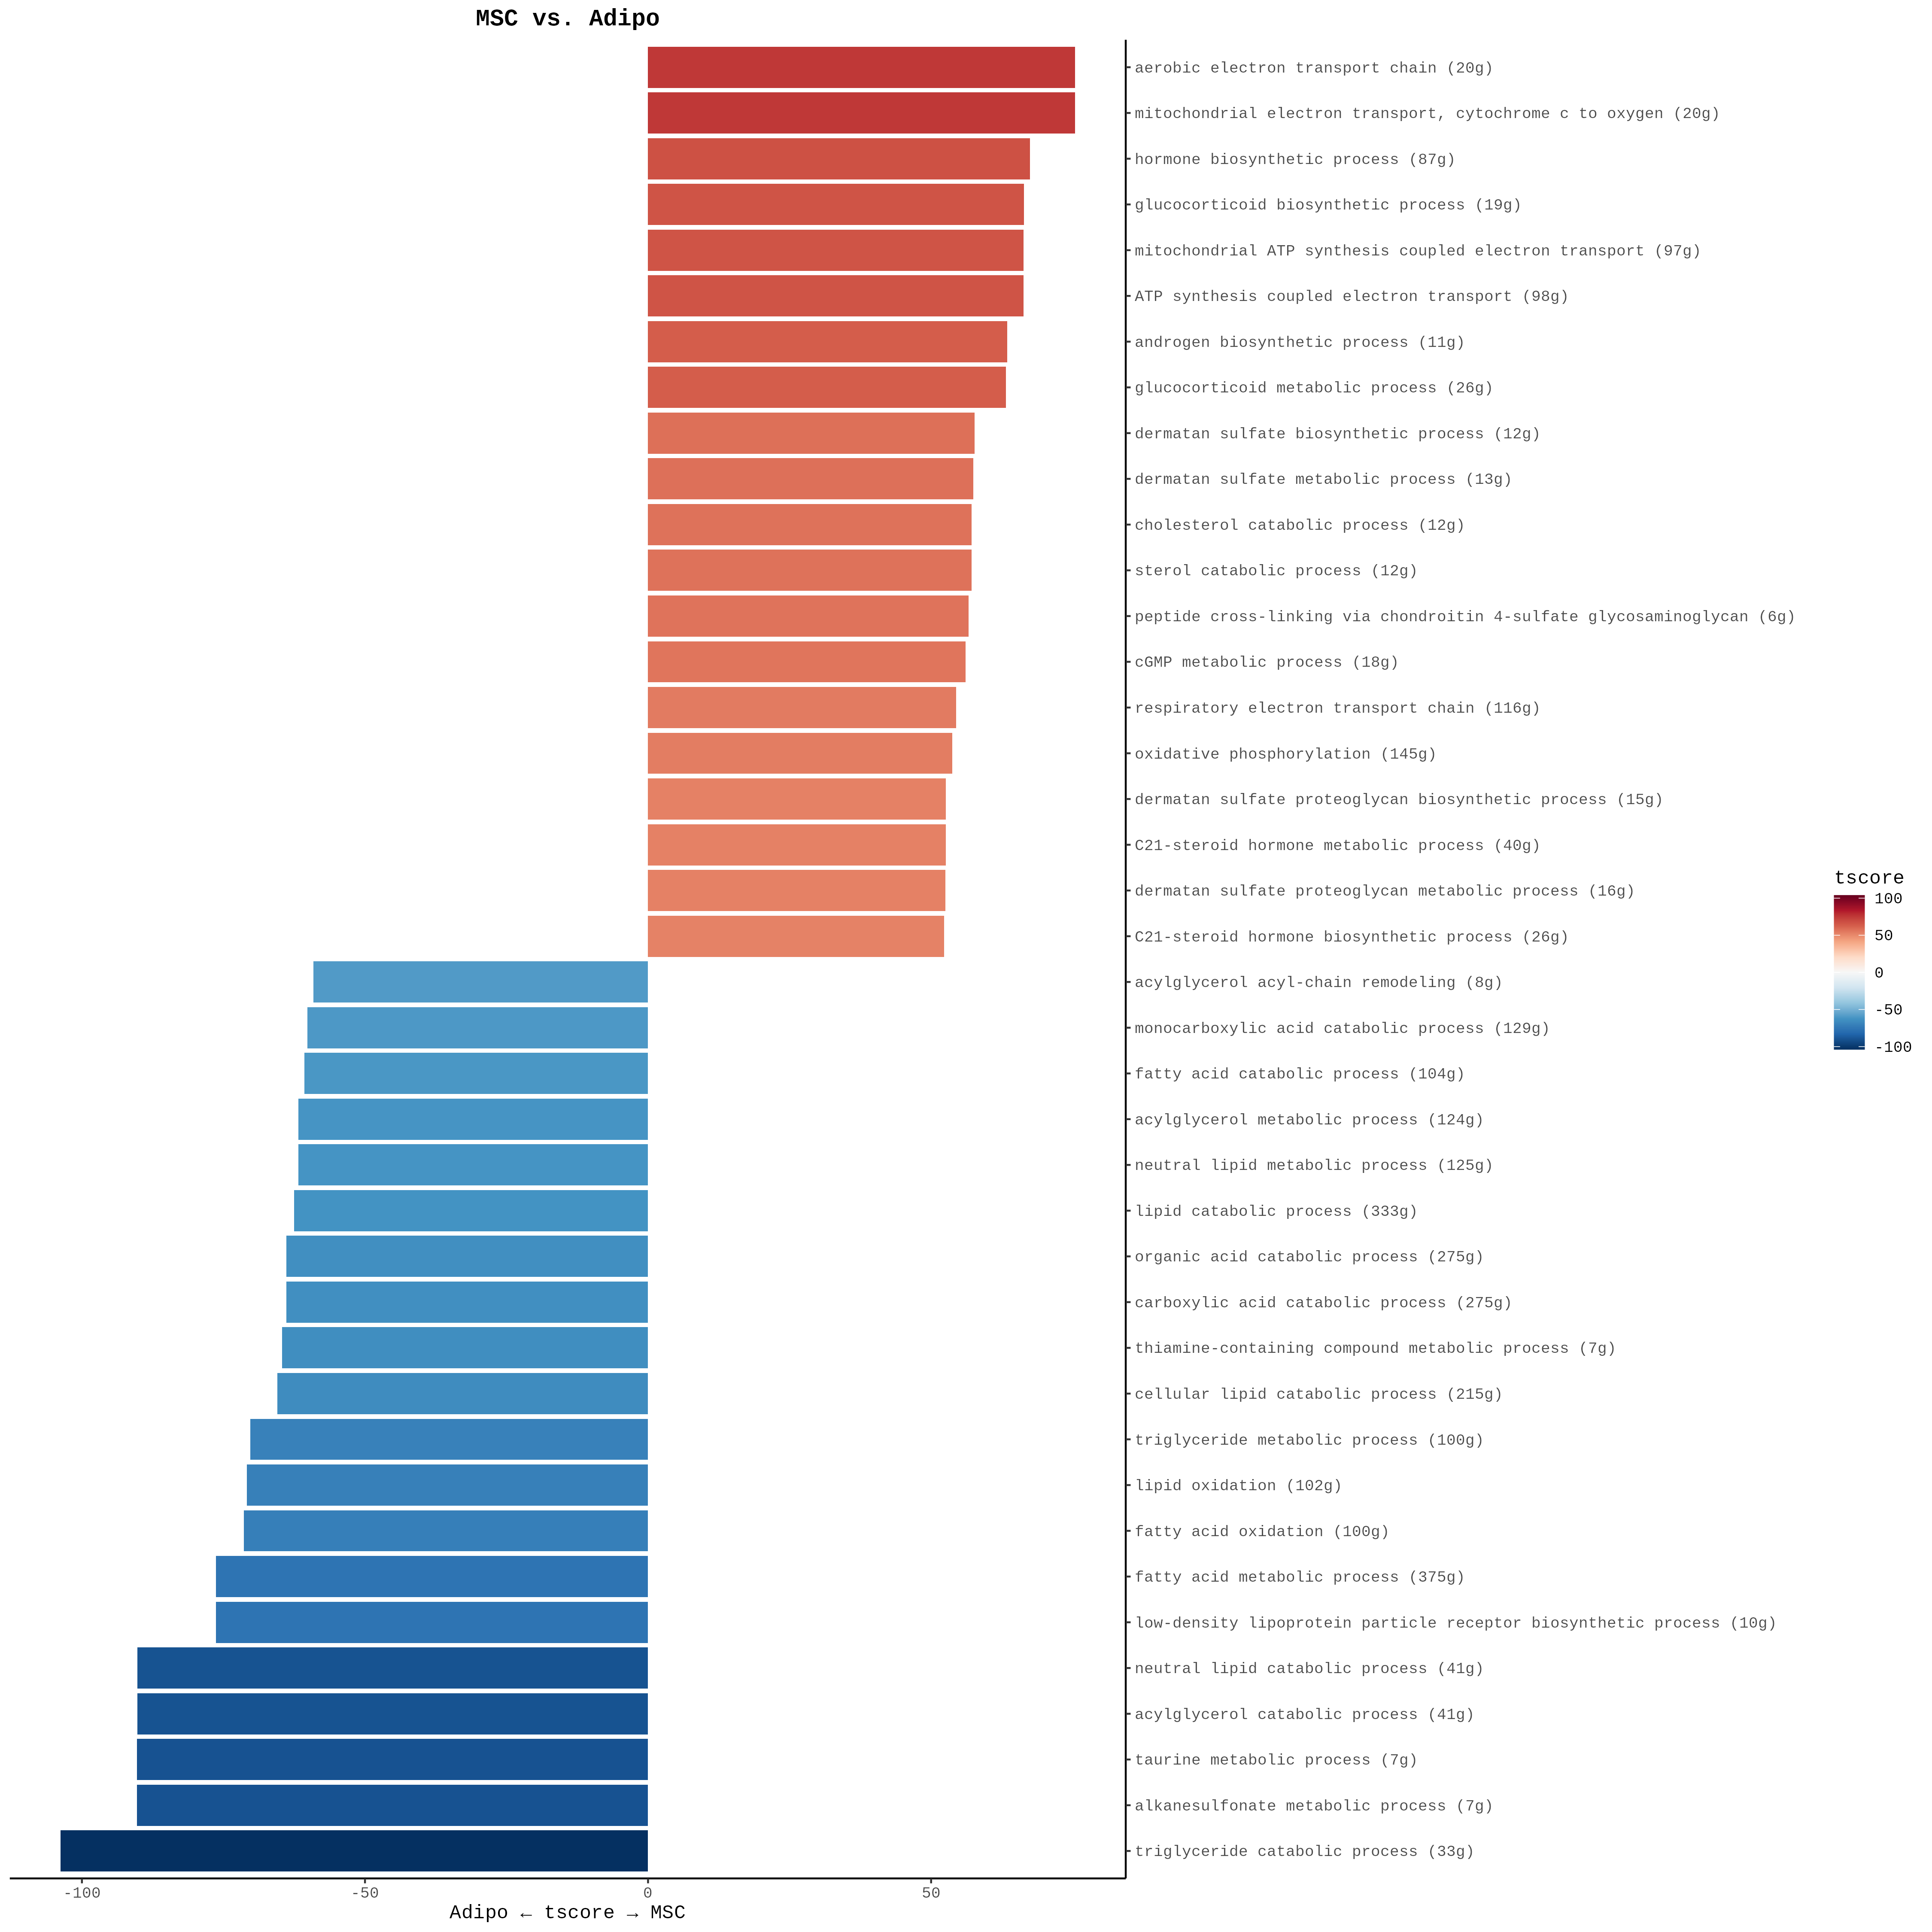 MSC vs. Adipo
aerobic electron transport chain (20g)
mitochondrial electron transport, cytochrome c to oxygen (20g)
hormone biosynthetic process (87g)
glucocorticoid biosynthetic process (19g)
mitochondrial ATP synthesis coupled electron transport (97g)
ATP synthesis coupled electron transport (98g)
androgen biosynthetic process (11g)
glucocorticoid metabolic process (26g)
dermatan sulfate biosynthetic process (12g)
dermatan sulfate metabolic process (13g)
cholesterol catabolic process (12g)
sterol catabolic process (12g)
peptide cross-linking via chondroitin 4-sulfate glycosaminoglycan (6g)
cGMP metabolic process (18g)
respiratory electron transport chain (116g)
oxidative phosphorylation (145g)
dermatan sulfate proteoglycan biosynthetic process (15g)
C21-steroid hormone metabolic process (40g)
dermatan sulfate proteoglycan metabolic process (16g)
C21-steroid hormone biosynthetic process (26g)
acylglycerol acyl-chain remodeling (8g)
monocarboxylic acid catabolic process (129g)
fatty acid catabolic process (104g)
acylglycerol metabolic process (124g)
neutral lipid metabolic process (125g)
lipid catabolic process (333g)
organic acid catabolic process (275g)
carboxylic acid catabolic process (275g)
thiamine-containing compound metabolic process (7g)
cellular lipid catabolic process (215g)
triglyceride metabolic process (100g)
lipid oxidation (102g)
fatty acid oxidation (100g)
fatty acid metabolic process (375g)
low-density lipoprotein particle receptor biosynthetic process (10g)
neutral lipid catabolic process (41g)
acylglycerol catabolic process (41g)
taurine metabolic process (7g)
alkanesulfonate metabolic process (7g)
triglyceride catabolic process (33g)
-100 -50 0 50
Adipo ← tscore → MSC
tscore
100
50
0
-50
-100